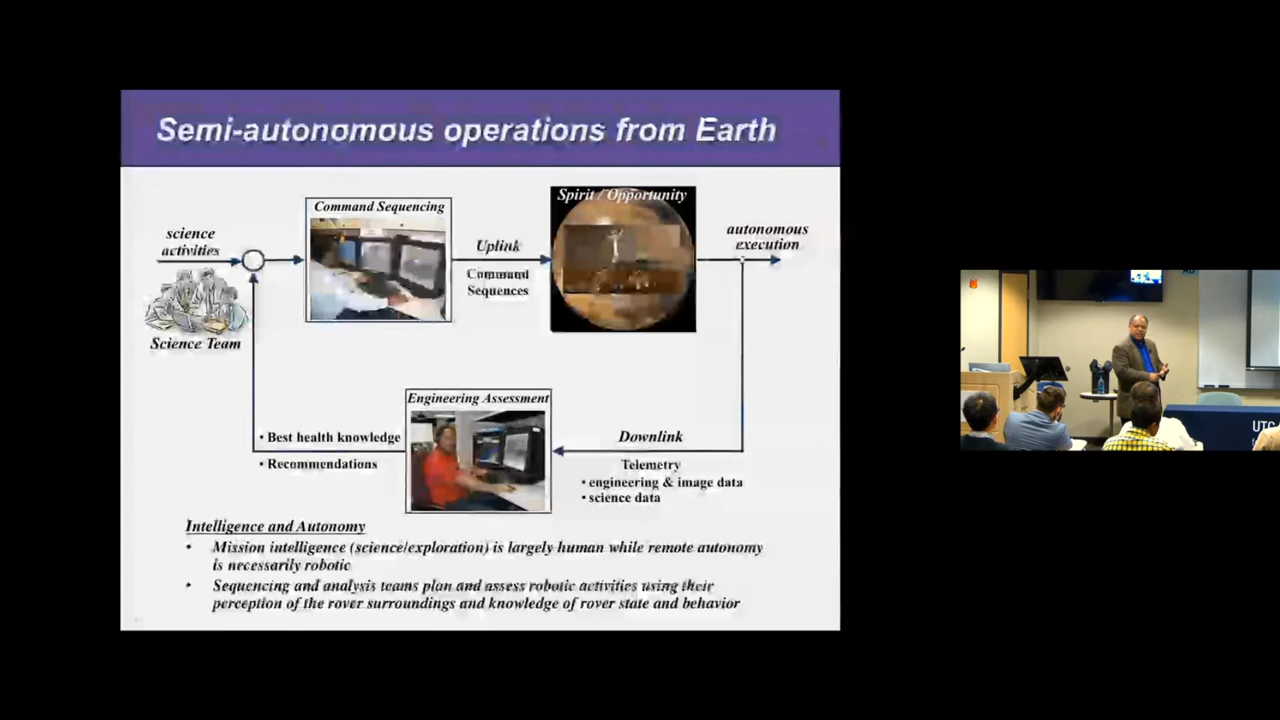 Semi-autonomous operations from Earth
science
activities
Science Team
Command Sequencing
Uplink
Command
Sequences
Spirit / Opportunity
autonomous
execution
Engineering Assessment
• Best health knowledge
• Recommendations
Downlink
Telemetry
• engineering & image data
• science data
Intelligence and Autonomy
• Mission intelligence (science/exploration) is largely human while remote autonomy
is necessarily robotic
• Sequencing and analysis teams plan and assess robotic activities using their
perception of the rover surroundings and knowledge of rover state and behavior
UTC